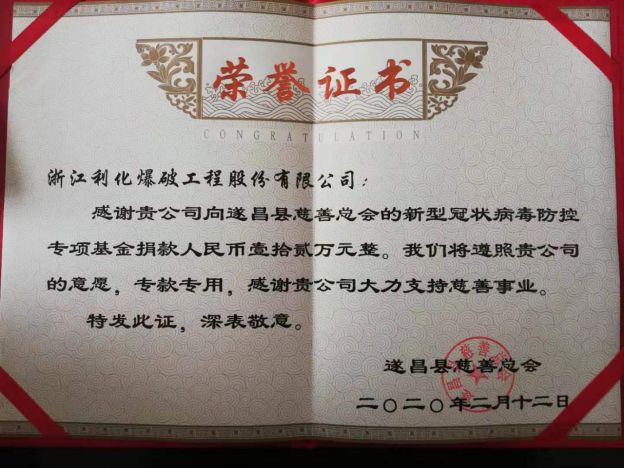 荣誉证书
CONGRATULATION
浙江利化爆破工程股份有限公司：
感谢贵公司向遂昌县慈善总会的新型冠状病毒防控
专项基金捐款人民币壹拾贰万元整。我们将遵照贵公司
的意愿，专款专用，感谢贵公司大力支持慈善事业。
特发此证，深表敬意。
遂昌县慈善总会
二〇二〇年二月十二日